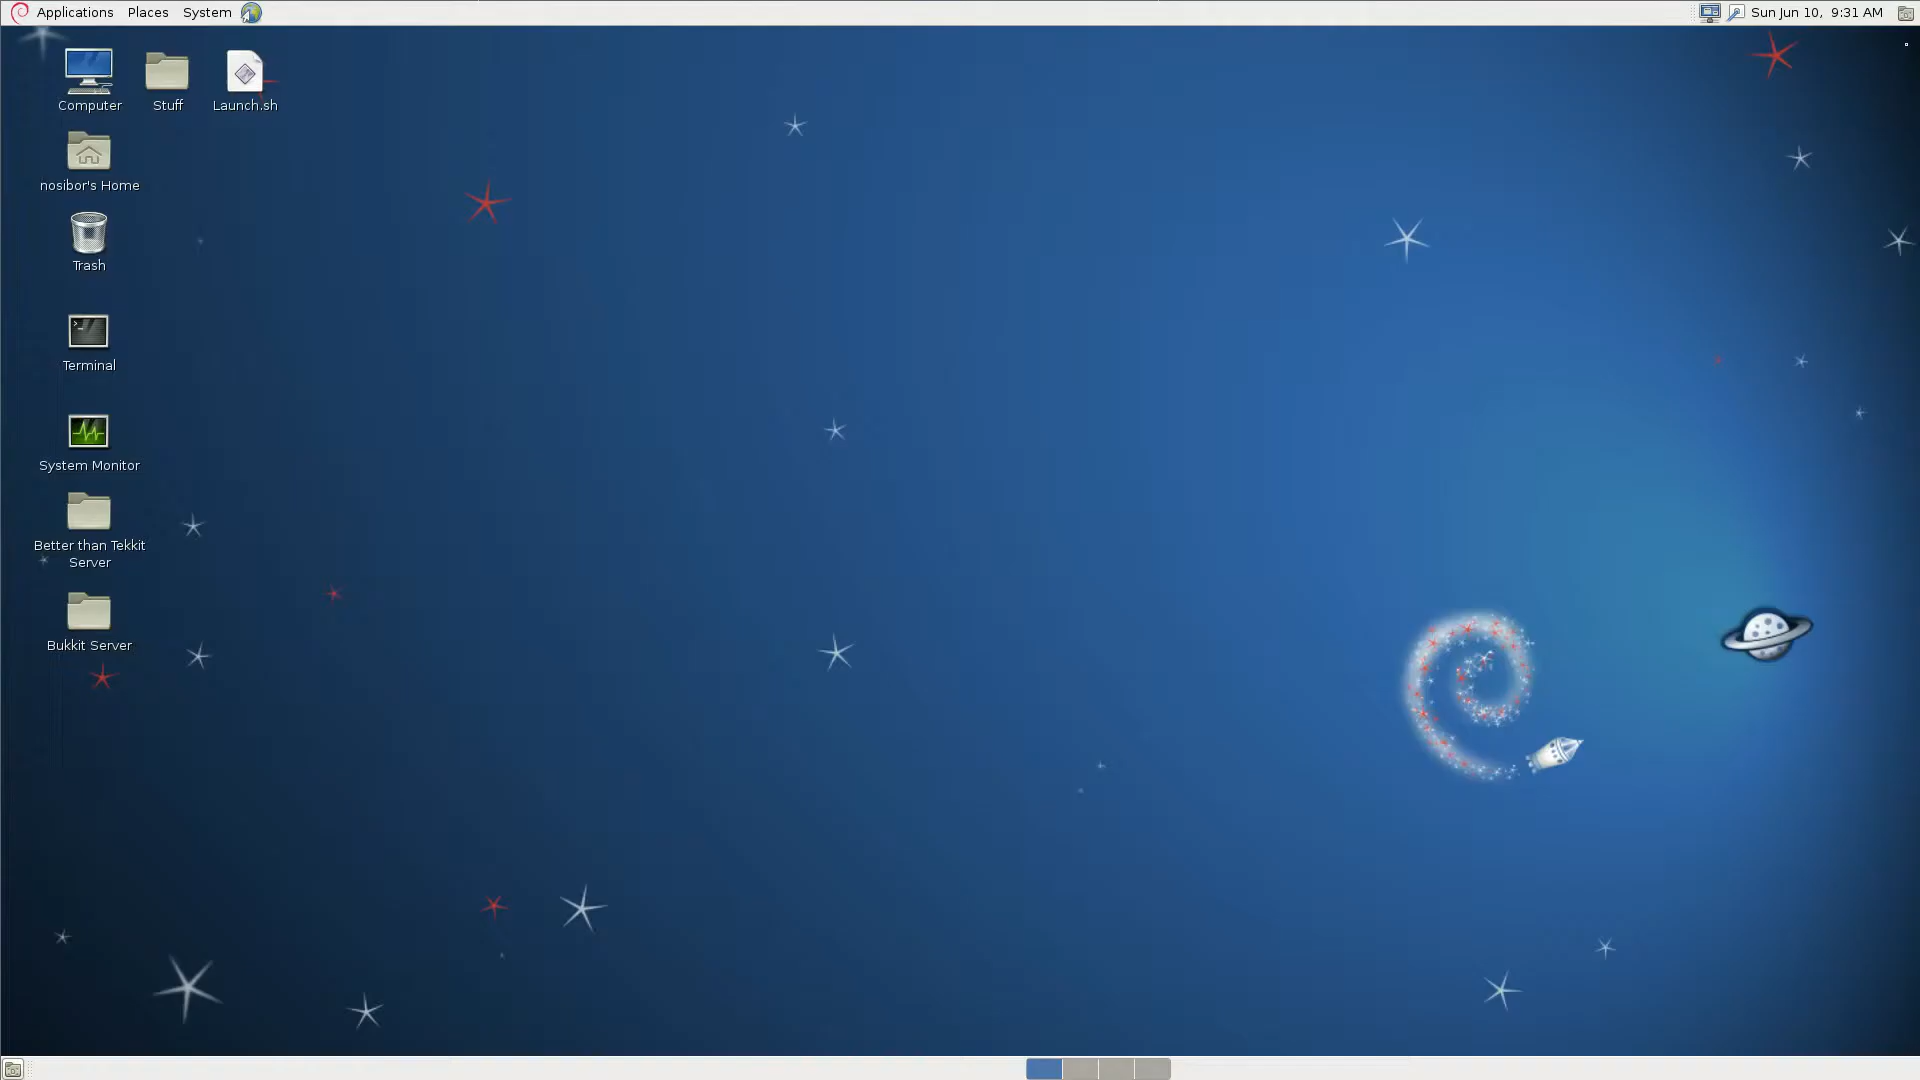 Applications Places System
Sun Jun 10, 9:31 AM
Computer
Stuff
Launch.sh
nosibor's Home
Trash
Terminal
System Monitor
Better than Tekkit
Server
Bukkit Server